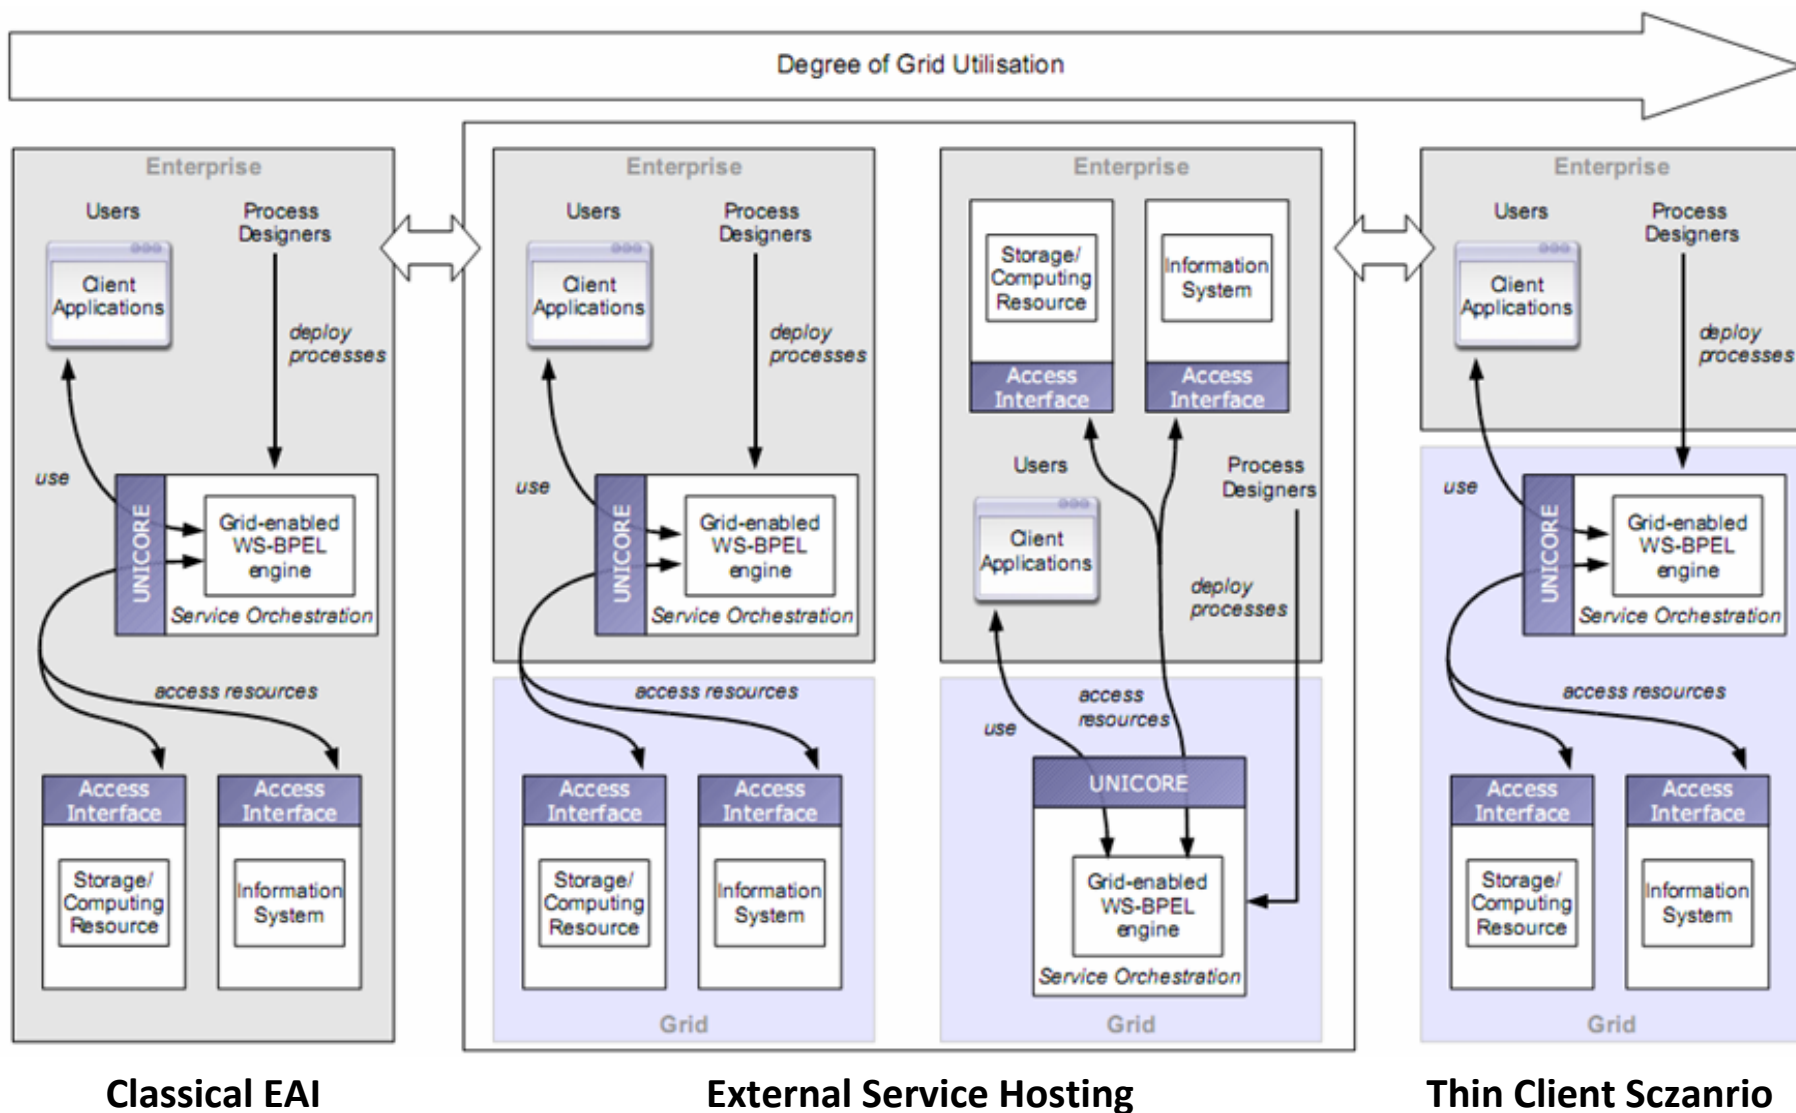 Degree of Grid Utilisation
Enterprise
Users
Process
Designers
Client
Applications
deploy
processes
use
UNICORE
Grid-enabled
WS-BPEL
engine
Service Orchestration
access resources
Access
Interface
Storage/
Computing
Resource
Access
Interface
Information
System
Enterprise
Users
Process
Designers
Client
Applications
deploy
processes
use
UNICORE
Grid-enabled
WS-BPEL
engine
Service Orchestration
access resources
Access
Interface
Storage/
Computing
Resource
Access
Interface
Information
System
Grid
Enterprise
Storage/
Computing
Resource
Access
Interface
Information
System
Access
Interface
Users
Process
Designers
Client
Applications
deploy
processes
use
access
resources
UNICORE
Grid-enabled
WS-BPEL
engine
Service Orchestration
Grid
Enterprise
Users
Process
Designers
Client
Applications
deploy
processes
use
UNICORE
Grid-enabled
WS-BPEL
engine
Service Orchestration
access resources
Access
Interface
Storage/
Computing
Resource
Access
Interface
Information
System
Grid
Classical EAI
External Service Hosting
Thin Client Sczanrio